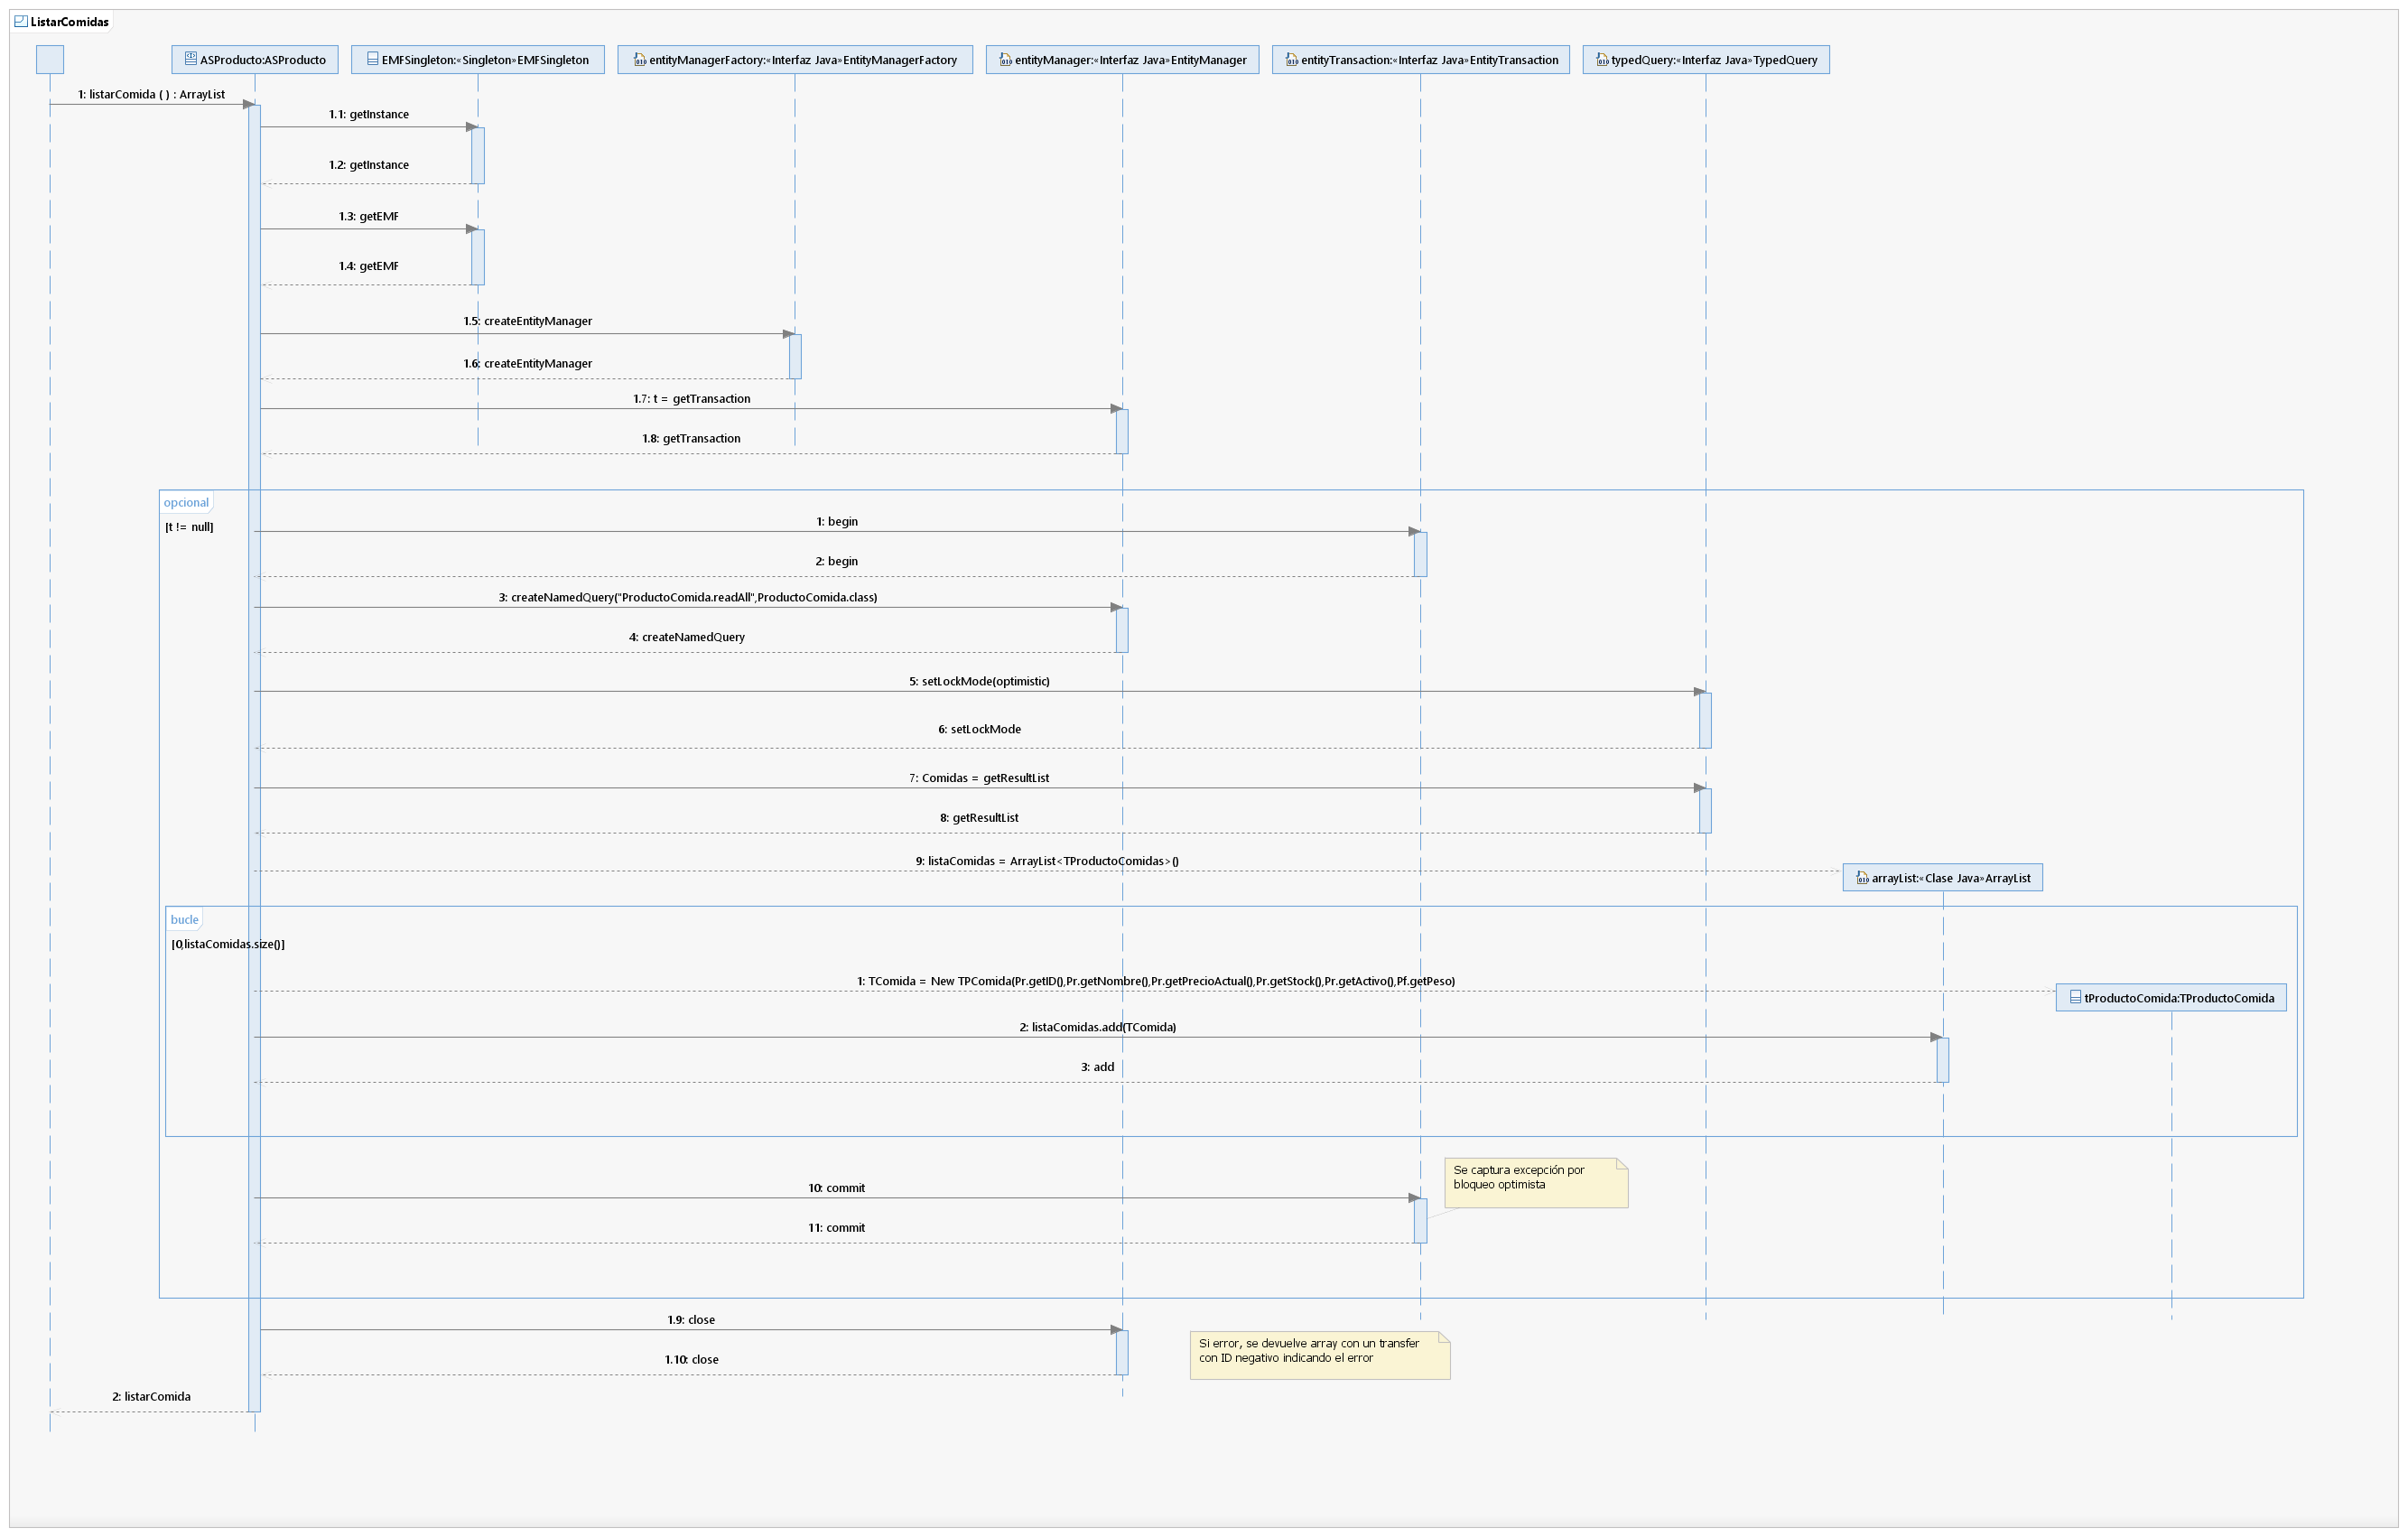 ListarComidas
ASProducto:ASProducto
EMFSingleton:«Singleton»EMFSingleton
entityManagerFactory:«Interfaz Java»EntityManagerFactory
entityManager:«Interfaz Java»EntityManager
entityTransaction:«Interfaz Java»EntityTransaction
typedQuery:«Interfaz Java»TypedQuery
1: listarComida ( ) : ArrayList
1.1: getInstance
1.2: getInstance
1.3: getEMF
1.4: getEMF
1.5: createEntityManager
1.6: createEntityManager
1.7: t = getTransaction
1.8: getTransaction
opcional
[t != null]
1: begin
2: begin
3: createNamedQuery("ProductoComida.readAll",ProductoComida.class)
4: createNamedQuery
5: setLockMode(optimistic)
6: setLockMode
7: Comidas = getResultList
8: getResultList
9: listaComidas = ArrayList<TProductoComidas>()
arrayList:«Clase Java»ArrayList
bucle
[0,listaComidas.size()]
1: TComida = New TPComida(Pr.getID(),Pr.getNombre(),Pr.getPrecioActual(),Pr.getStock(),Pr.getActivo(),Pf.getPeso)
tProductoComida:TProductoComida
2: listaComidas.add(TComida)
3: add
Se captura excepción por
bloqueo optimista
10: commit
11: commit
1.9: close
Si error, se devuelve array con un transfer
con ID negativo indicando el error
1.10: close
2: listarComida